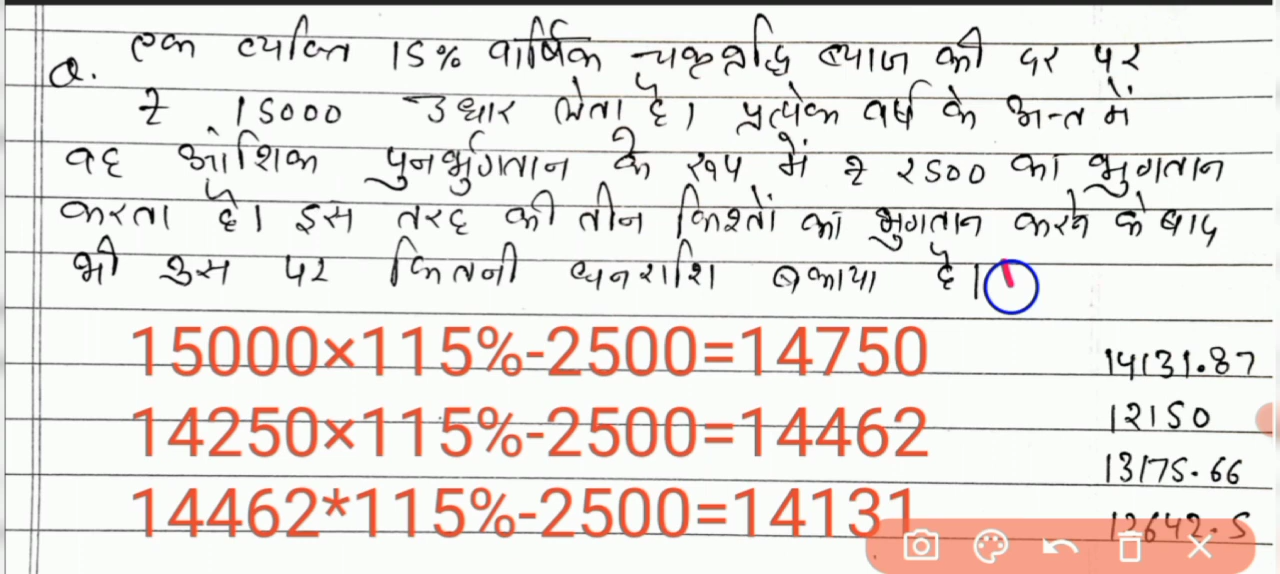 Q. एक व्यक्ति 15% वार्षिक चक्रवृद्धि ब्याज की दर पर
₹ 15000 उधार लेता है। प्रत्येक वर्ष के अन्त में
वह आंशिक पुनर्भुगतान के रूप में ₹ 2500 का भुगतान
करता है। इस तरह की तीन किश्तों का भुगतान करने के बाद
भी उस पर कितनी धनराशि बकाया है।
15000×115%-2500=14750
14250×115%-2500=14462
14462*115%-2500=14131
14131.87
12150
13175.66
12642.5